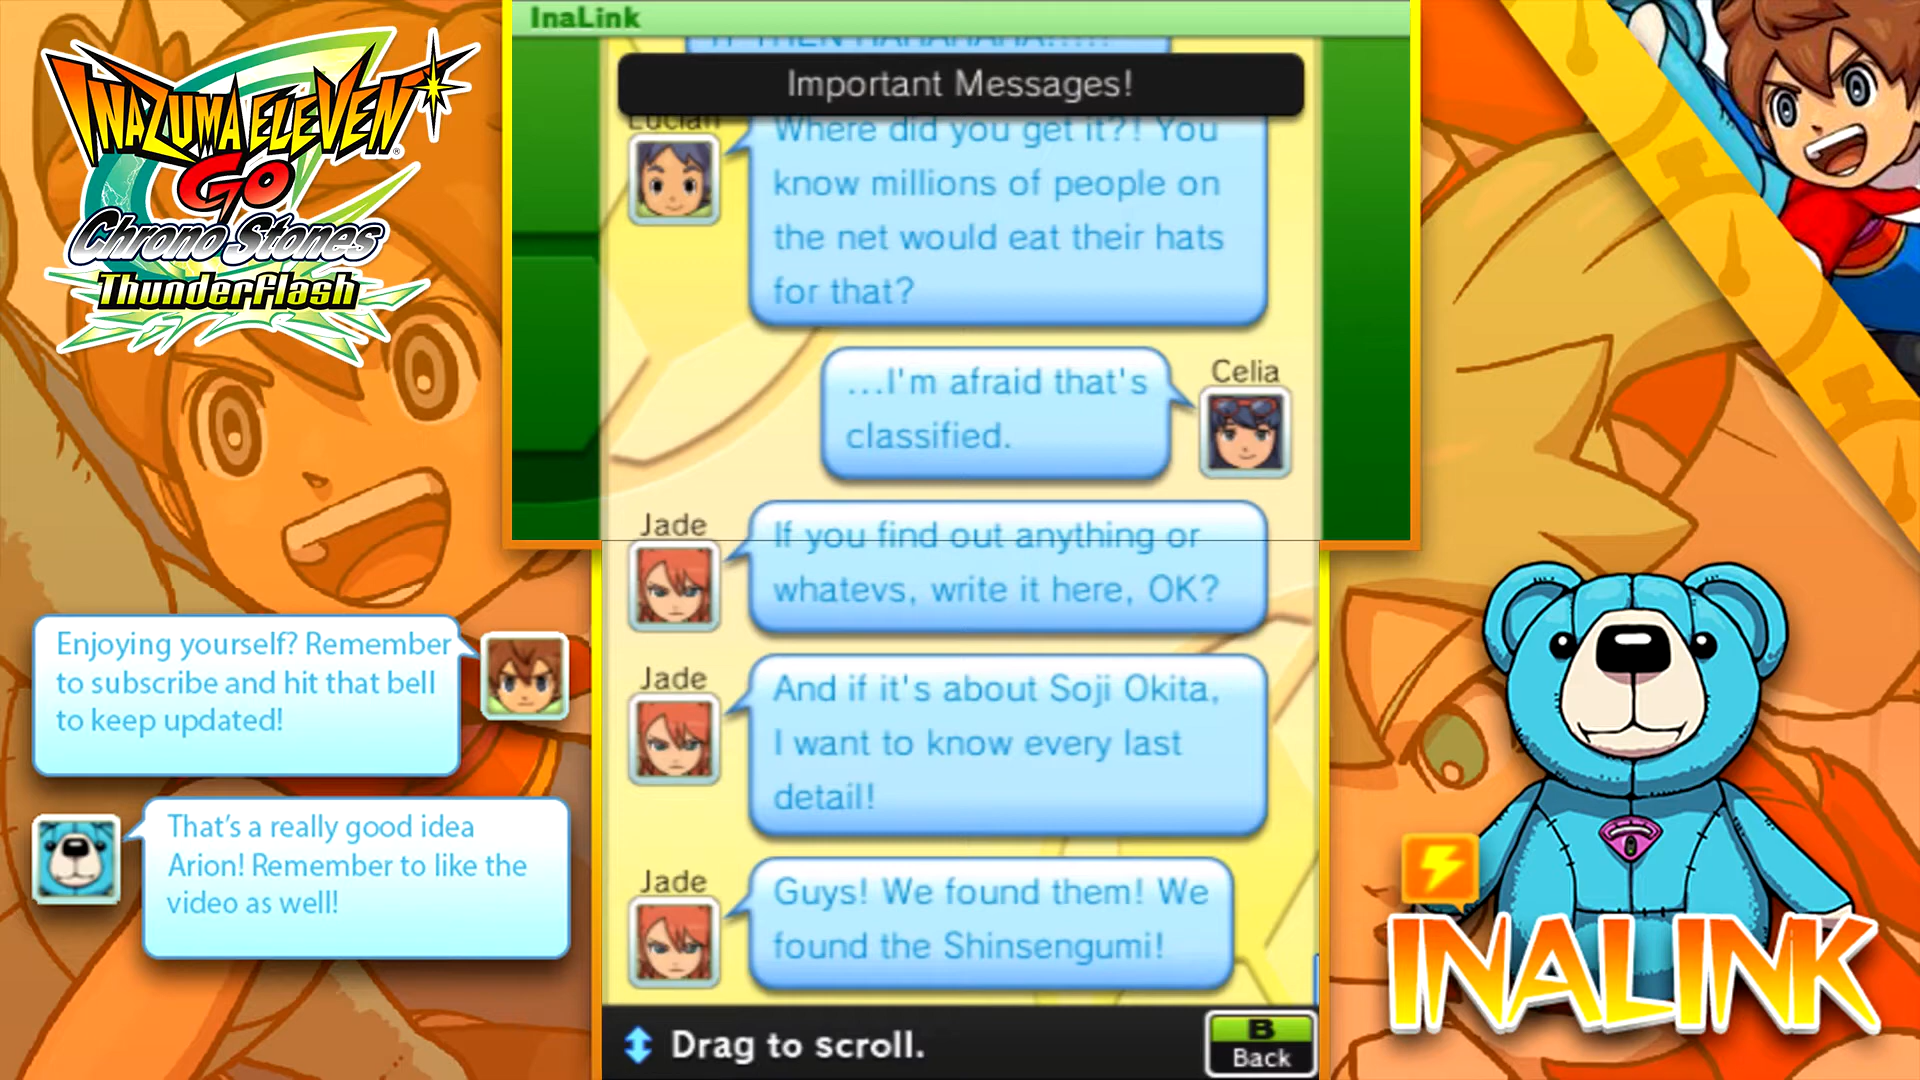 INAZUMA ELEVEN
GO
Chrono Stones
Thunderflash
InaLink
Important Messages!
Lucian
Where did you get it?! You
know millions of people on
the net would eat their hats
for that?
Celia
...I'm afraid that's
classified.
Jade
If you find out anything or
whatevs, write it here, OK?
Jade
And if it's about Soji Okita,
I want to know every last
detail!
Jade
Guys! We found them! We
found the Shinsengumi!
Drag to scroll.
B
Back
Enjoying yourself? Remember
to subscribe and hit that bell
to keep updated!
That's a really good idea
Arion! Remember to like the
video as well!
INALINK